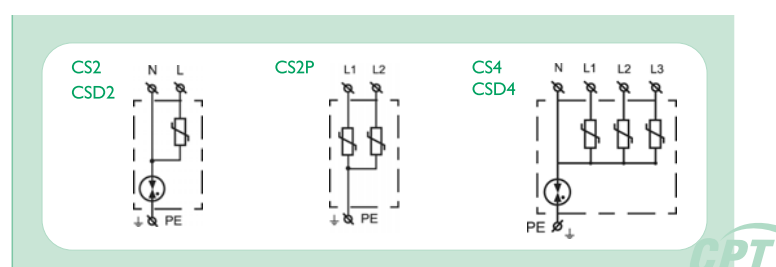 CS2
CSD2
N L
PE
CS2P
L1 L2
PE
CS4
CSD4
N L1 L2 L3
PE
CPT